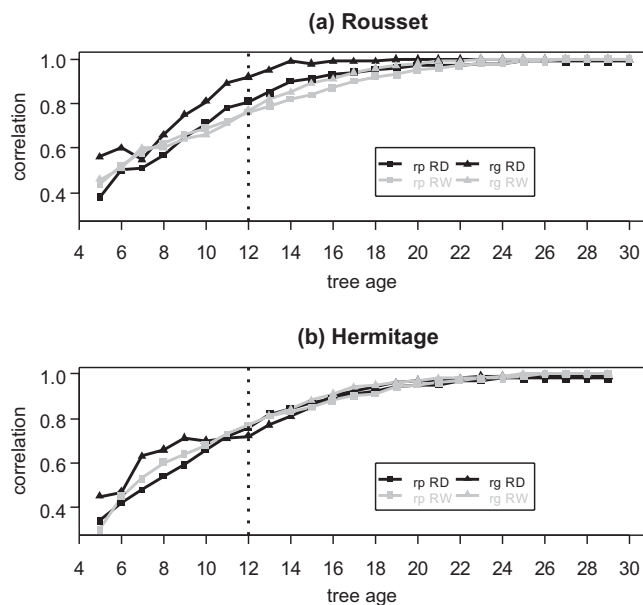 (a) Rousset
1.0
0.8
0.6
0.4
correlation
rp RD rg RD
rp RW rg RW
4 6 8 10 12 14 16 18 20 22 24 26 28 30
tree age
(b) Hermitage
1.0
0.8
0.6
0.4
correlation
rp RD rg RD
rp RW rg RW
4 6 8 10 12 14 16 18 20 22 24 26 28 30
tree age